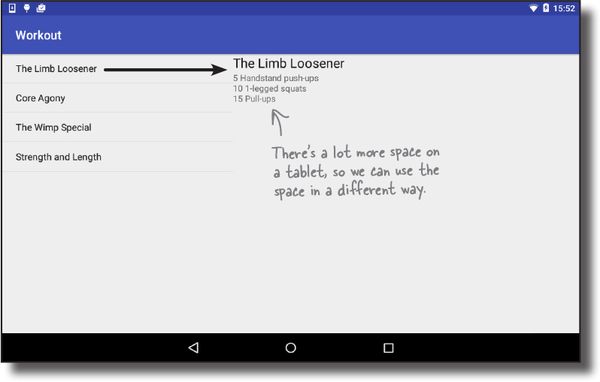 15:52
Workout
The Limb Loosener
Core Agony
The Wimp Special
Strength and Length
The Limb Loosener
5 Handstand push-ups
10 1-legged squats
15 Pull-ups
There's a lot more space on
a tablet, so we can use the
space in a different way.